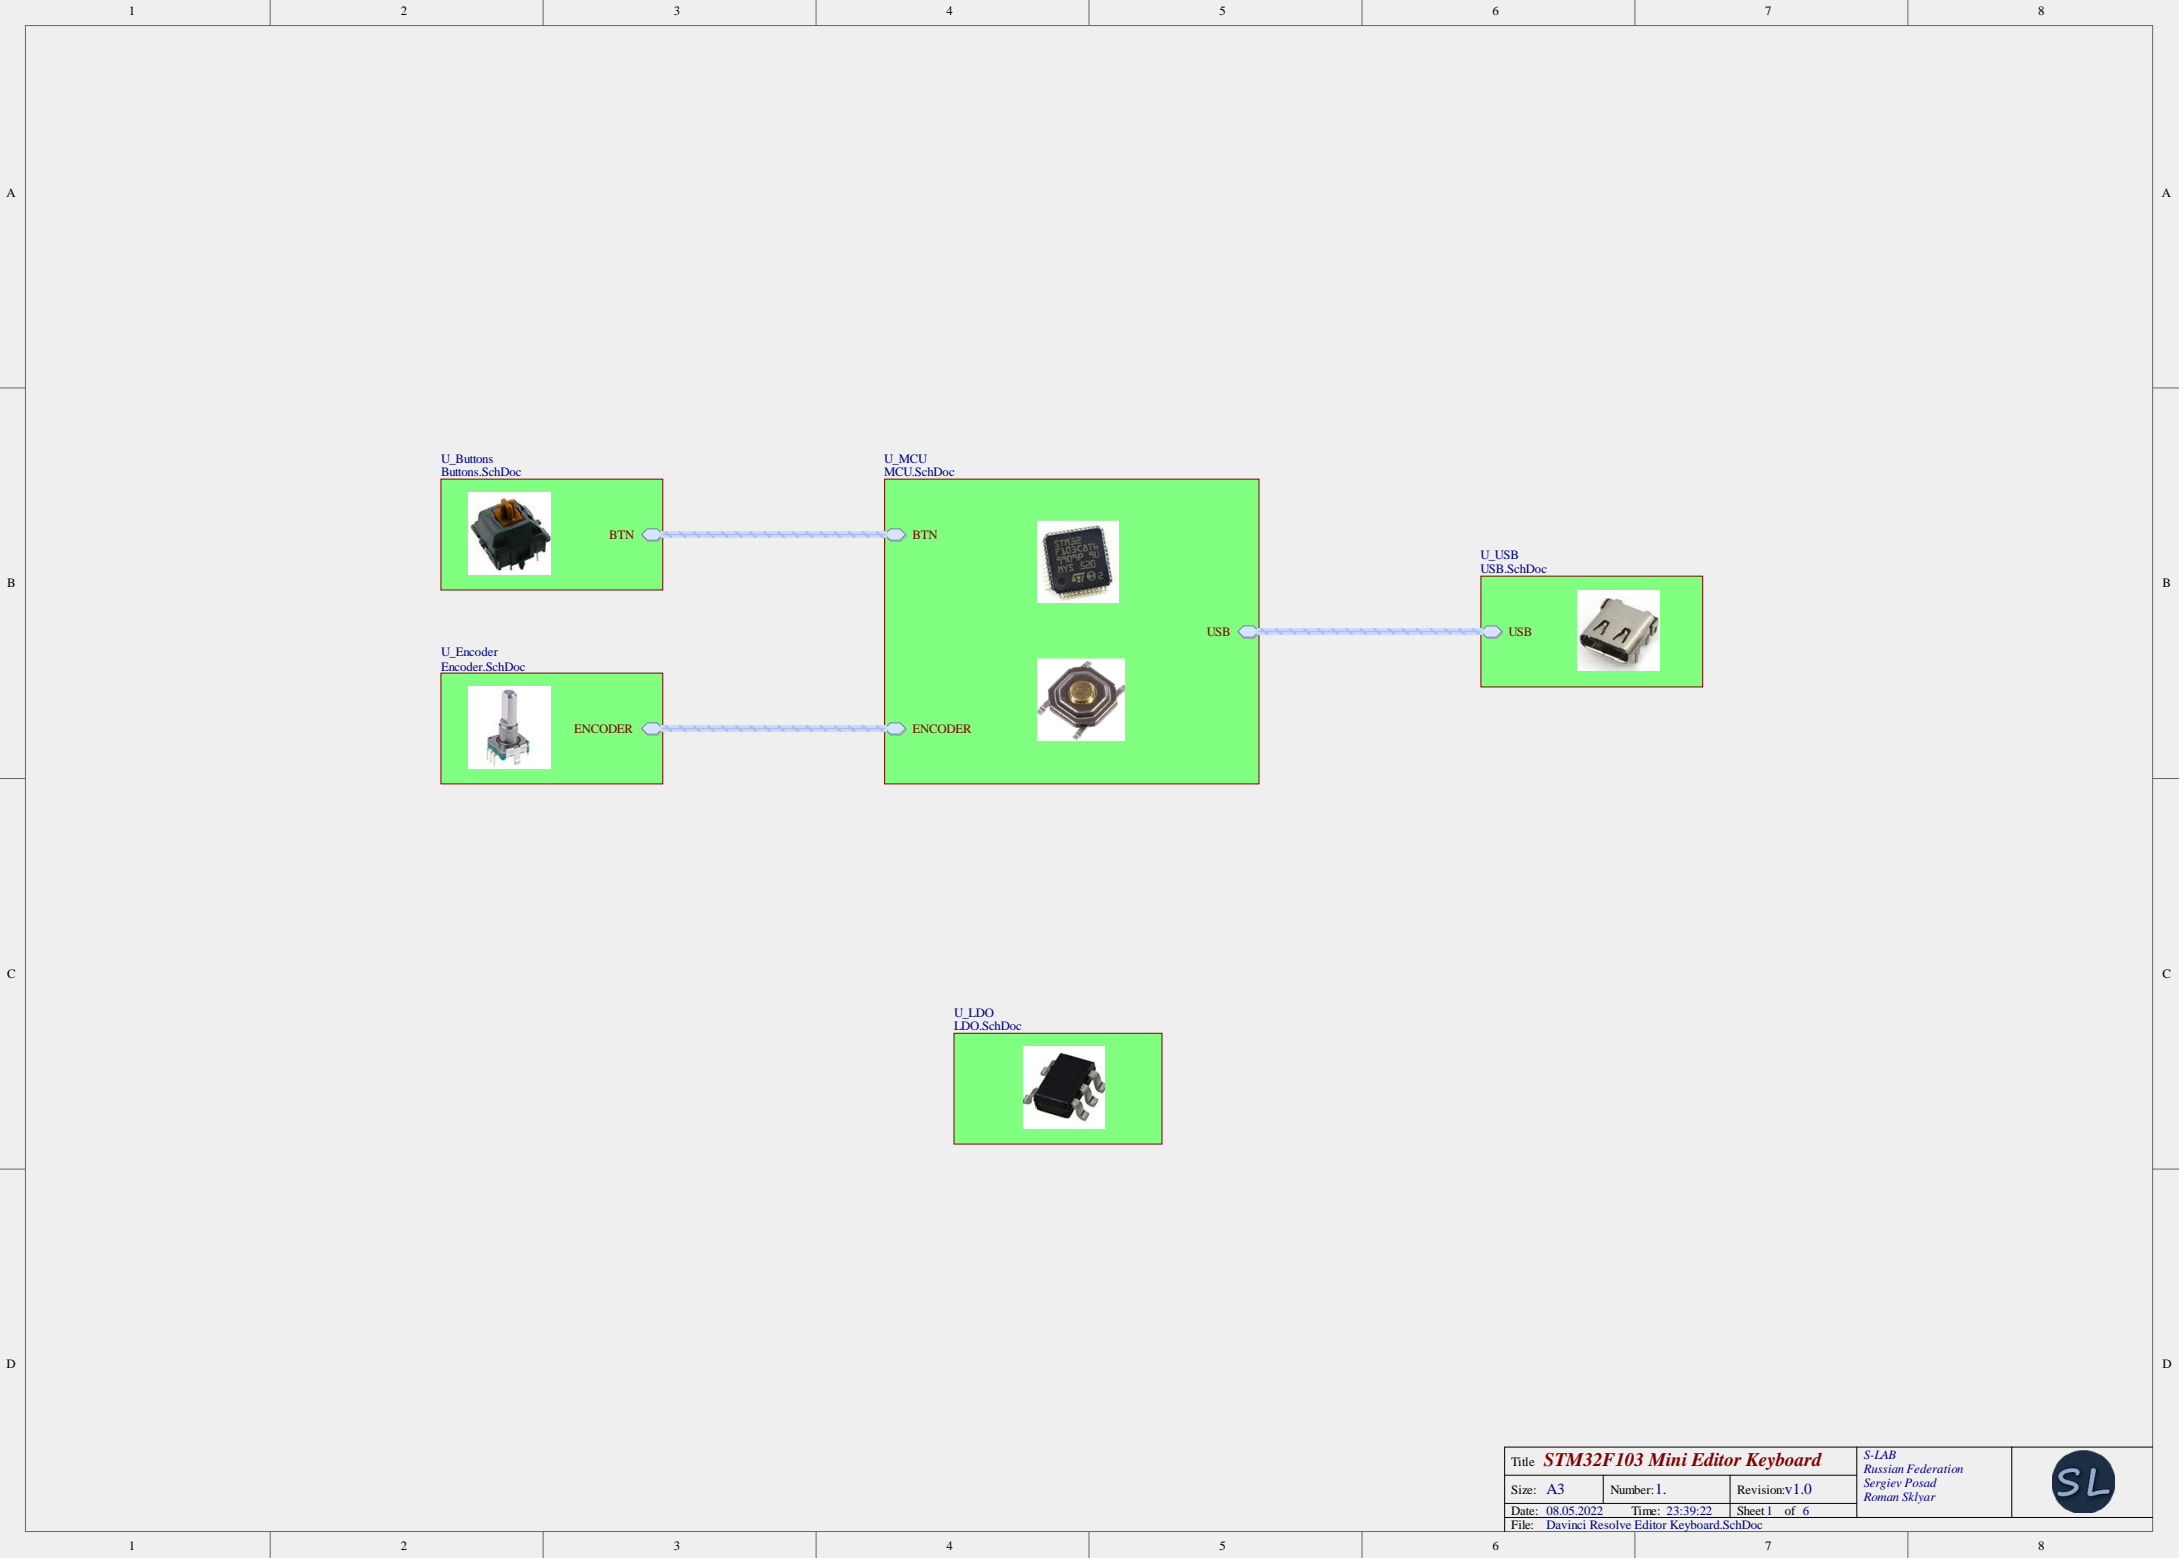 1 2 3 4 5 6 7 8
A A
U_Buttons
Buttons.SchDoc
BTN
U_MCU
MCU.SchDoc
BTN
STM32
F103C8T6
USB
ENCODER
U_USB
USB.SchDoc
USB
B B
U_Encoder
Encoder.SchDoc
ENCODER
C C
U_LDO
LDO.SchDoc
D D
Title STM32F103 Mini Editor Keyboard
Size: A3 Number: 1. Revision: v1.0
Date: 08.05.2022 Time: 23:39:22 Sheet 1 of 6
File: Davinci Resolve Editor Keyboard.SchDoc
S-LAB
Russian Federation
Sergiev Posad
Roman Sklyar
SL
1 2 3 4 5 6 7 8